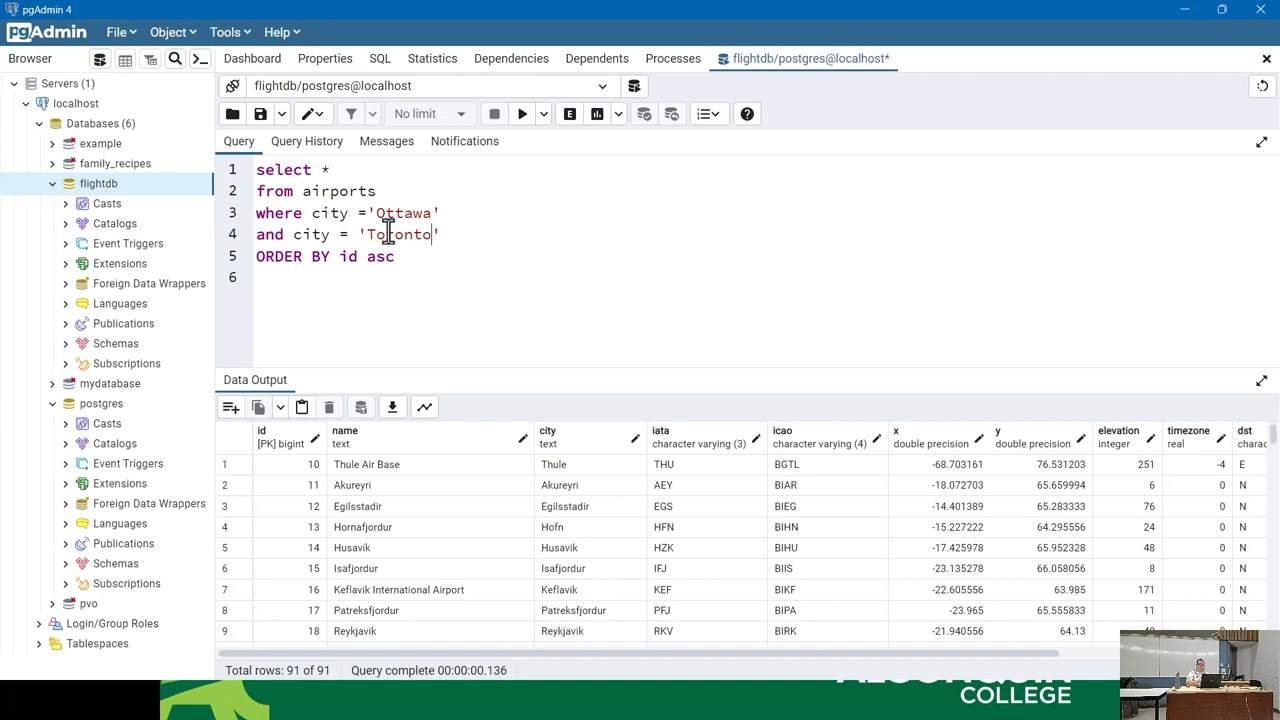 pgAdmin 4
pgAdmin File Object Tools Help
Browser
Dashboard Properties SQL Statistics Dependencies Dependents Processes flightdb/postgres@localhost*
Servers (1)
localhost
Databases (6)
example
family_recipes
flightdb
Casts
Catalogs
Event Triggers
Extensions
Foreign Data Wrappers
Languages
Publications
Schemas
Subscriptions
mydatabase
postgres
Casts
Catalogs
Event Triggers
Extensions
Foreign Data Wrappers
Languages
Publications
Schemas
Subscriptions
pvo
Login/Group Roles
Tablespaces
flightdb/postgres@localhost
No limit
Query Query History Messages Notifications
1 select *
2 from airports
3 where city ='Ottawa'
4 and city = 'Toronto'
5 ORDER BY id asc
6
Data Output
id name city iata icao x y elevation timezone dst
[PK] bigint text text character varying (3) character varying (4) double precision double precision integer real charac
1 10 Thule Air Base Thule THU BGTL -68.703161 76.531203 251 -4 E
2 11 Akureyri Akureyri AEY BIAR -18.072703 65.659994 6 0 N
3 12 Egilsstadir Egilsstadir EGS BIEG -14.401389 65.283333 76 0 N
4 13 Hornafjordur Hofn HFN BIHN -15.227222 64.295556 24 0 N
5 14 Husavik Husavik HZK BIHU -17.425978 65.952328 48 0 N
6 15 Isafjordur Isafjordur IFJ BIIS -23.135278 66.058056 8 0 N
7 16 Keflavik International Airport Keflavik KEF BIKF -22.605556 63.985 171 0 N
8 17 Patreksfjordur Patreksfjordur PFJ BIPA -23.965 65.555833 11 0 N
9 18 Reykjavik Reykjavik RKV BIRK -21.940556 64.13
Total rows: 91 of 91 Query complete 00:00:00.136
COLLEGE